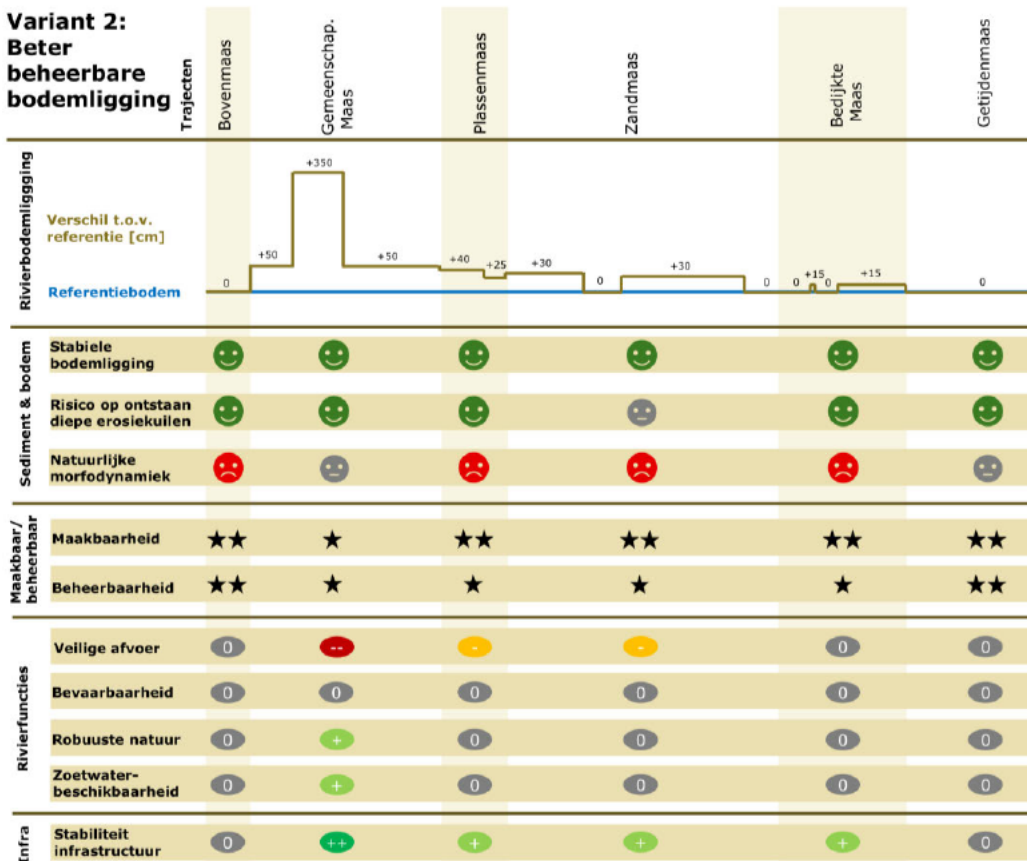 Variant 2:
Beter
beheerbare
bodemligging
Trajecten
Bovenmaas
Gemeenschap.
Maas
Plassenmaas
Zandmaas
Bedijkte
Maas
Getijdenmaas
Rivierbodemliggging
Verschil t.o.v.
referentie [cm]
Referentiebodem
0
+50
+350
+50
+40
+25
+30
0
+30
0
0
+15
0
+15
0
Sediment & bodem
Stabiele
bodemligging
Risico op ontstaan
diepe erosiekuilen
Natuurlijke
morfodynamiek
Maakbaar/
beheerbaar
Maakbaarheid ★★ ★ ★★ ★★ ★★ ★★
Beheerbaarheid ★★ ★ ★ ★ ★ ★★
Rivierfuncties
Veilige afvoer 0 -- - - 0 0
Bevaarbaarheid 0 0 0 0 0 0
Robuuste natuur 0 + 0 0 0 0
Zoetwater-
beschikbaarheid 0 + 0 0 0 0
Infra
Stabiliteit
infrastructuur 0 ++ + + + 0